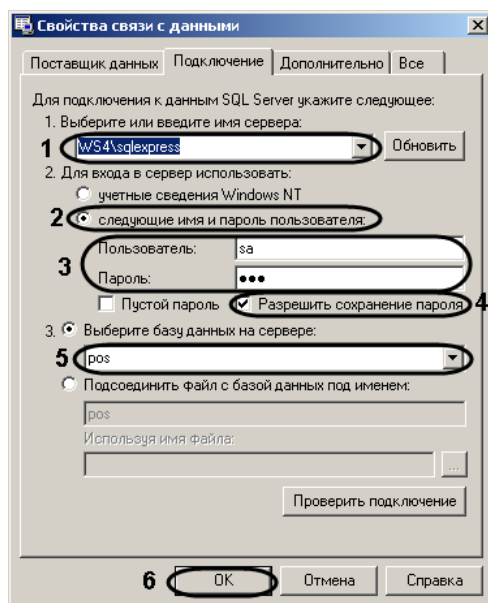 Свойства связи с данными
Поставщик данных Подключение Дополнительно Все
Для подключения к данным SQL Server укажите следующее:
1. Выберите или введите имя сервера:
1 WS4\sqlexpress Обновить
2. Для входа в сервер использовать:
учетные сведения Windows NT
2 следующие имя и пароль пользователя:
Пользователь: sa
3
Пароль: •••
Пустой пароль Разрешить сохранение пароля 4
3. Выберите базу данных на сервере:
5 pos
Подсоединить файл с базой данных под именем:
pos
Используя имя файла:
...
Проверить подключение
6 OK Отмена Справка